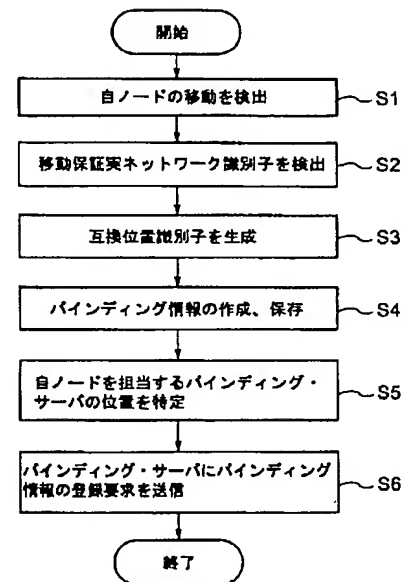 開始
自ノードの移動を検出
S1
移動保証実ネットワーク識別子を検出
S2
互換位置識別子を生成
S3
バインディング情報の作成、保存
S4
自ノードを担当するバインディング・
サーバの位置を特定
S5
バインディング・サーバにバインディング
情報の登録要求を送信
S6
終了